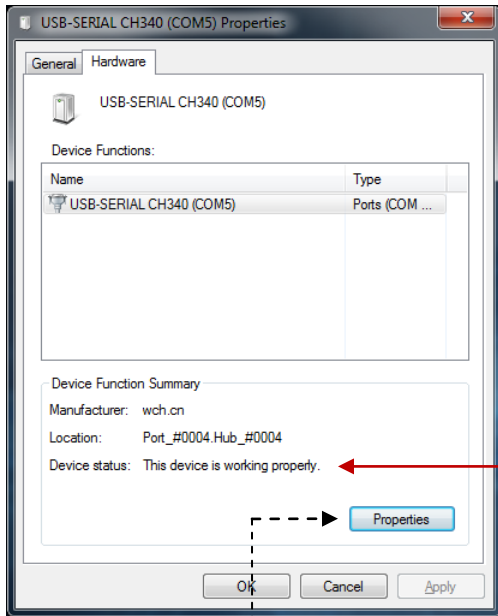 USB-SERIAL CH340 (COM5) Properties
General Hardware
USB-SERIAL CH340 (COM5)
Device Functions:
Name Type
USB-SERIAL CH340 (COM5) Ports (COM ...
Device Function Summary
Manufacturer: wch.cn
Location: Port_#0004.Hub_#0004
Device status: This device is working properly.
Properties
OK Cancel Apply